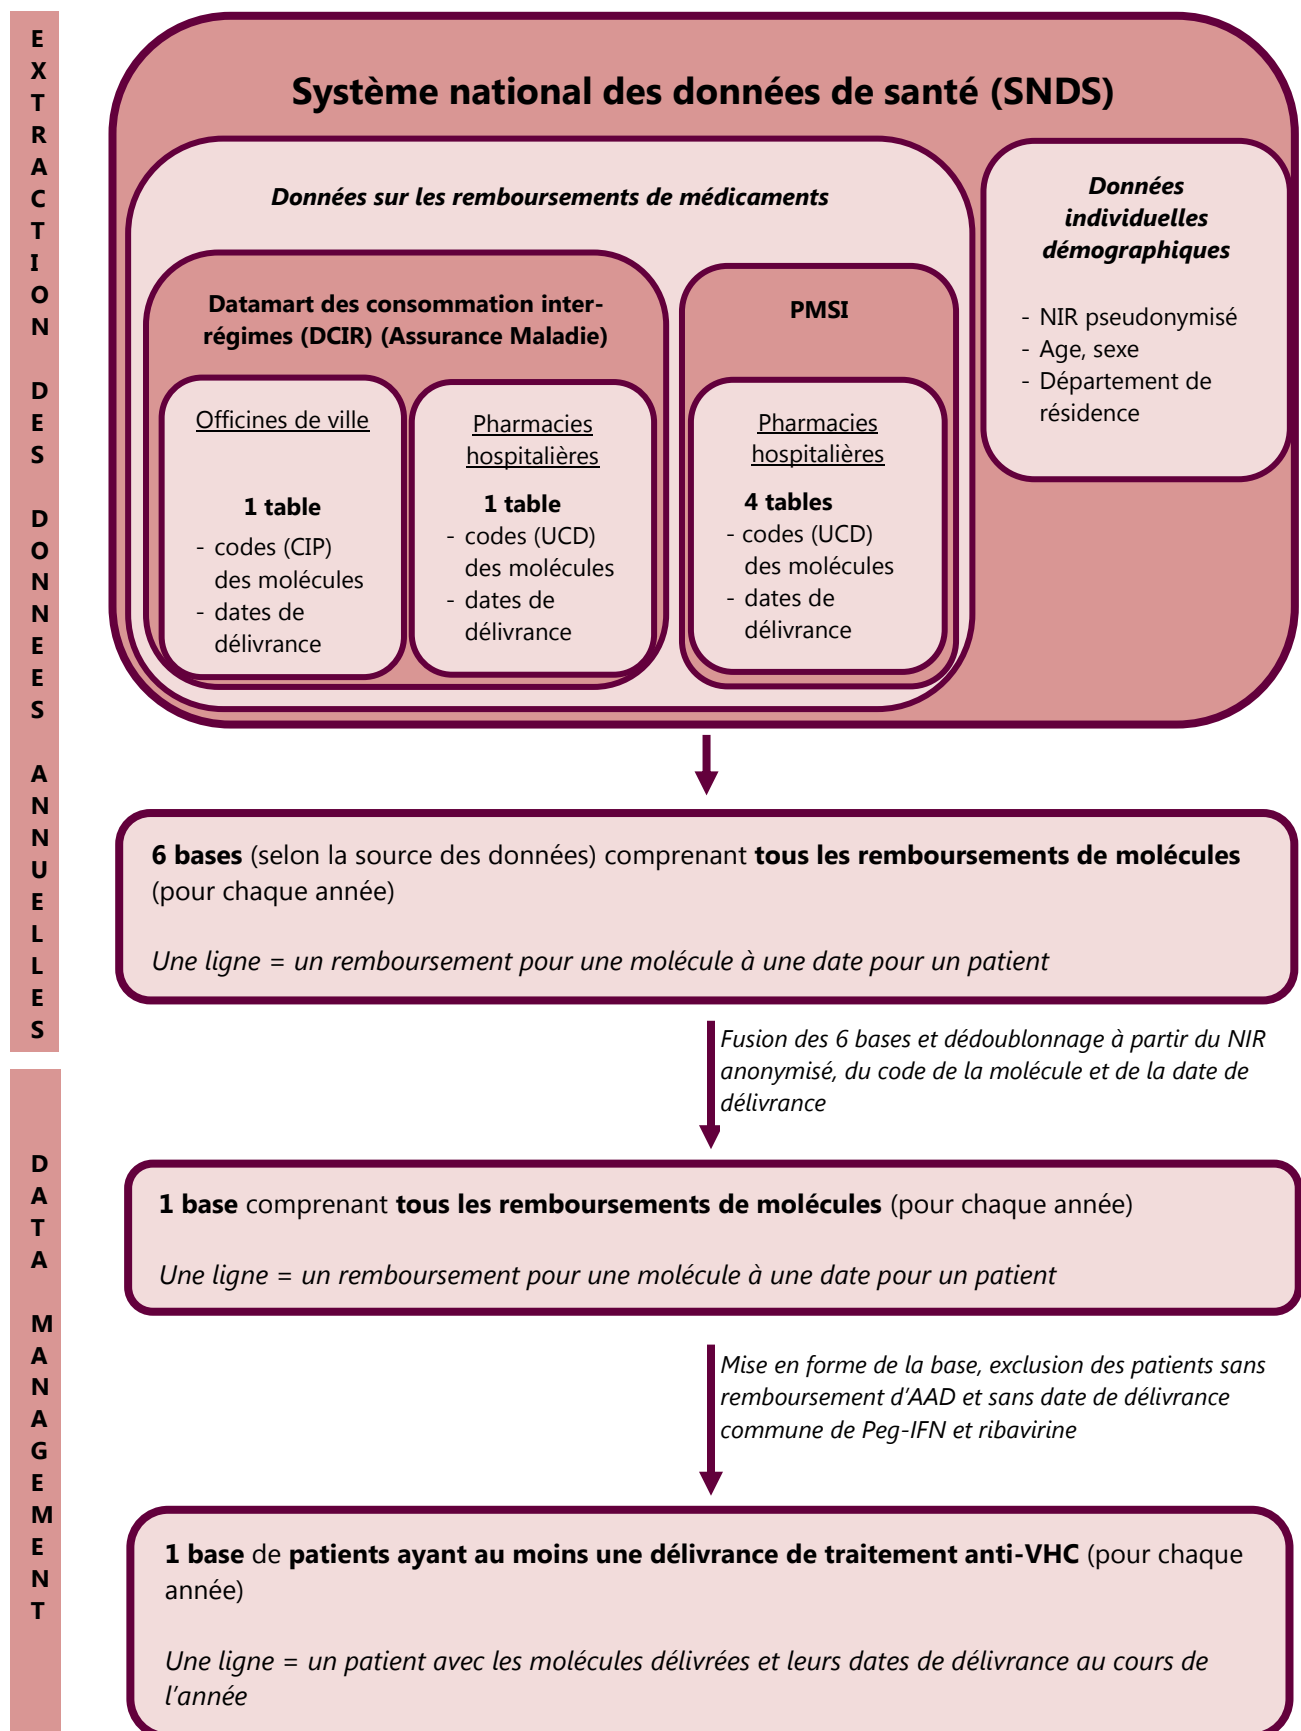 EXTRACTION DES DONNEES ANNUELLES
Système national des données de santé (SNDS)
Données sur les remboursements de médicaments
Datamart des consommation inter-
régimes (DCIR) (Assurance Maladie)
Officines de ville
1 table
- codes (CIP)
des molécules
- dates de
délivrance
Pharmacies
hospitalières
1 table
- codes (UCD)
des molécules
- dates de
délivrance
PMSI
Pharmacies
hospitalières
4 tables
- codes (UCD)
des molécules
- dates de
délivrance
Données
individuelles
démographiques
- NIR pseudonymisé
- Age, sexe
- Département de
résidence
6 bases (selon la source des données) comprenant tous les remboursements de molécules
(pour chaque année)
Une ligne = un remboursement pour une molécule à une date pour un patient
Fusion des 6 bases et dédoublonnage à partir du NIR
anonymisé, du code de la molécule et de la date de
délivrance
DATA MANAGEMENT
1 base comprenant tous les remboursements de molécules (pour chaque année)
Une ligne = un remboursement pour une molécule à une date pour un patient
Mise en forme de la base, exclusion des patients sans
remboursement d'AAD et sans date de délivrance
commune de Peg-IFN et ribavirine
1 base de patients ayant au moins une délivrance de traitement anti-VHC (pour chaque
année)
Une ligne = un patient avec les molécules délivrées et leurs dates de délivrance au cours de
l'année